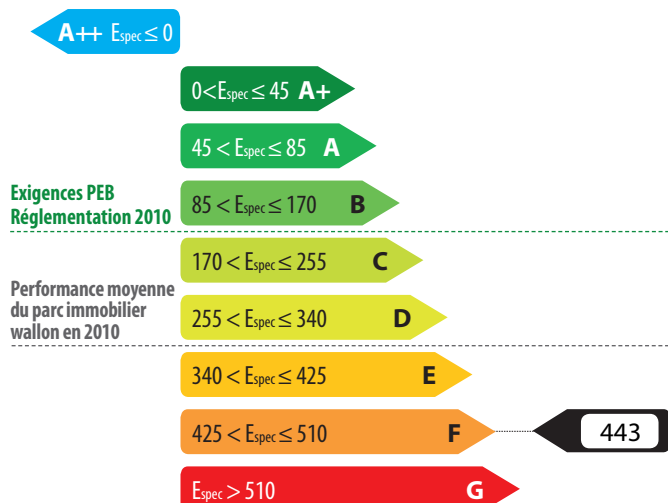 A++ Espec ≤ 0
0 < Espec ≤ 45 A+
45 < Espec ≤ 85 A
Exigences PEB
Réglementation 2010
85 < Espec ≤ 170 B
170 < Espec ≤ 255 C
Performance moyenne
du parc immobilier
wallon en 2010
255 < Espec ≤ 340 D
340 < Espec ≤ 425 E
425 < Espec ≤ 510 F 443
Espec > 510 G